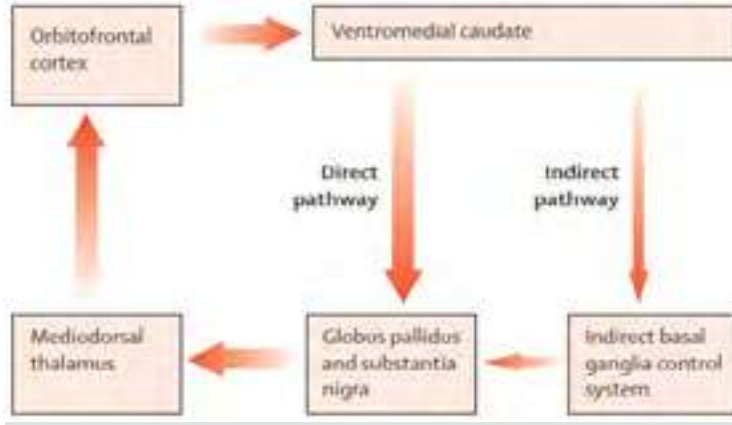 Orbitofrontal
cortex
Ventromedial caudate
Direct
pathway
Indirect
pathway
Mediodorsal
thalamus
Globus pallidus
and substantia
nigra
Indirect basal
ganglia control
system